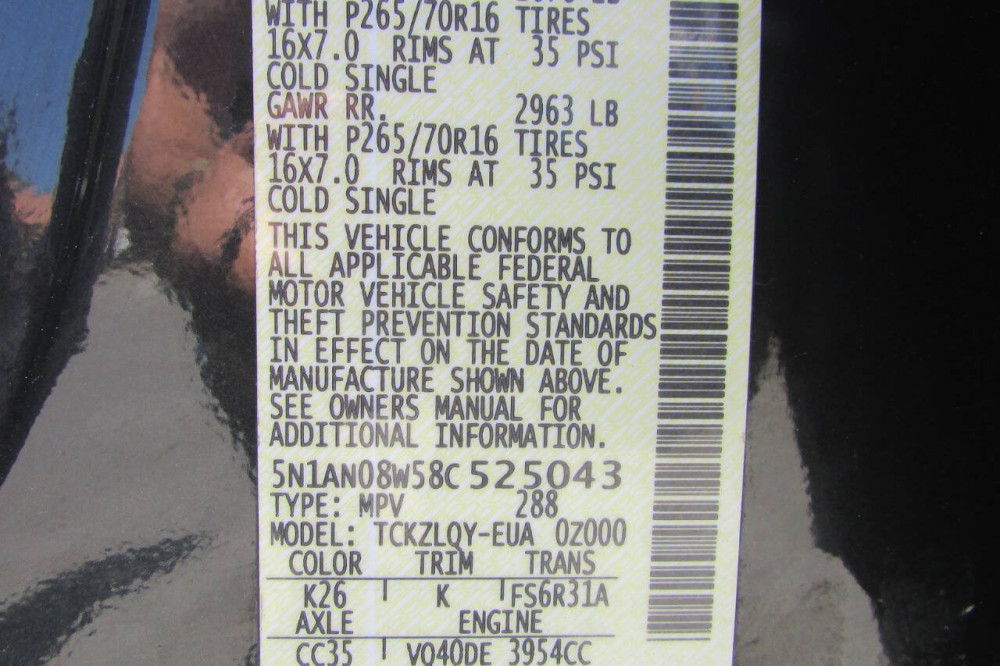 WITH P265/70R16 TIRES
16X7.0 RIMS AT 35 PSI
COLD SINGLE
GAWR RR. 2963 LB
WITH P265/70R16 TIRES
16X7.0 RIMS AT 35 PSI
COLD SINGLE
THIS VEHICLE CONFORMS TO
ALL APPLICABLE FEDERAL
MOTOR VEHICLE SAFETY AND
THEFT PREVENTION STANDARDS
IN EFFECT ON THE DATE OF
MANUFACTURE SHOWN ABOVE.
SEE OWNERS MANUAL FOR
ADDITIONAL INFORMATION.
5N1AN08W58C525043
TYPE: MPV 288
MODEL: TCKZLQY-EUA 0Z000
COLOR TRIM TRANS
K26 K FS6R31A
AXLE ENGINE
CC35 VQ40DE 3954CC